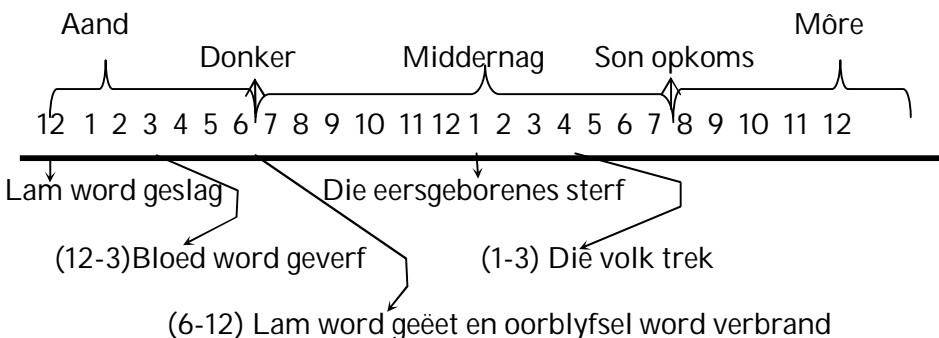 Aand
Môre
Donker
Middernag
Son opkoms
12 1 2 3 4 5 6 7 8 9 10 11 12 1 2 3 4 5 6 7 8 9 10 11 12
Lam word geslag
Die eersgeborenes sterf
(12-3)Bloed word geverf
(1-3) Die volk trek
(6-12) Lam word geëet en oorblyfsel word verbrand